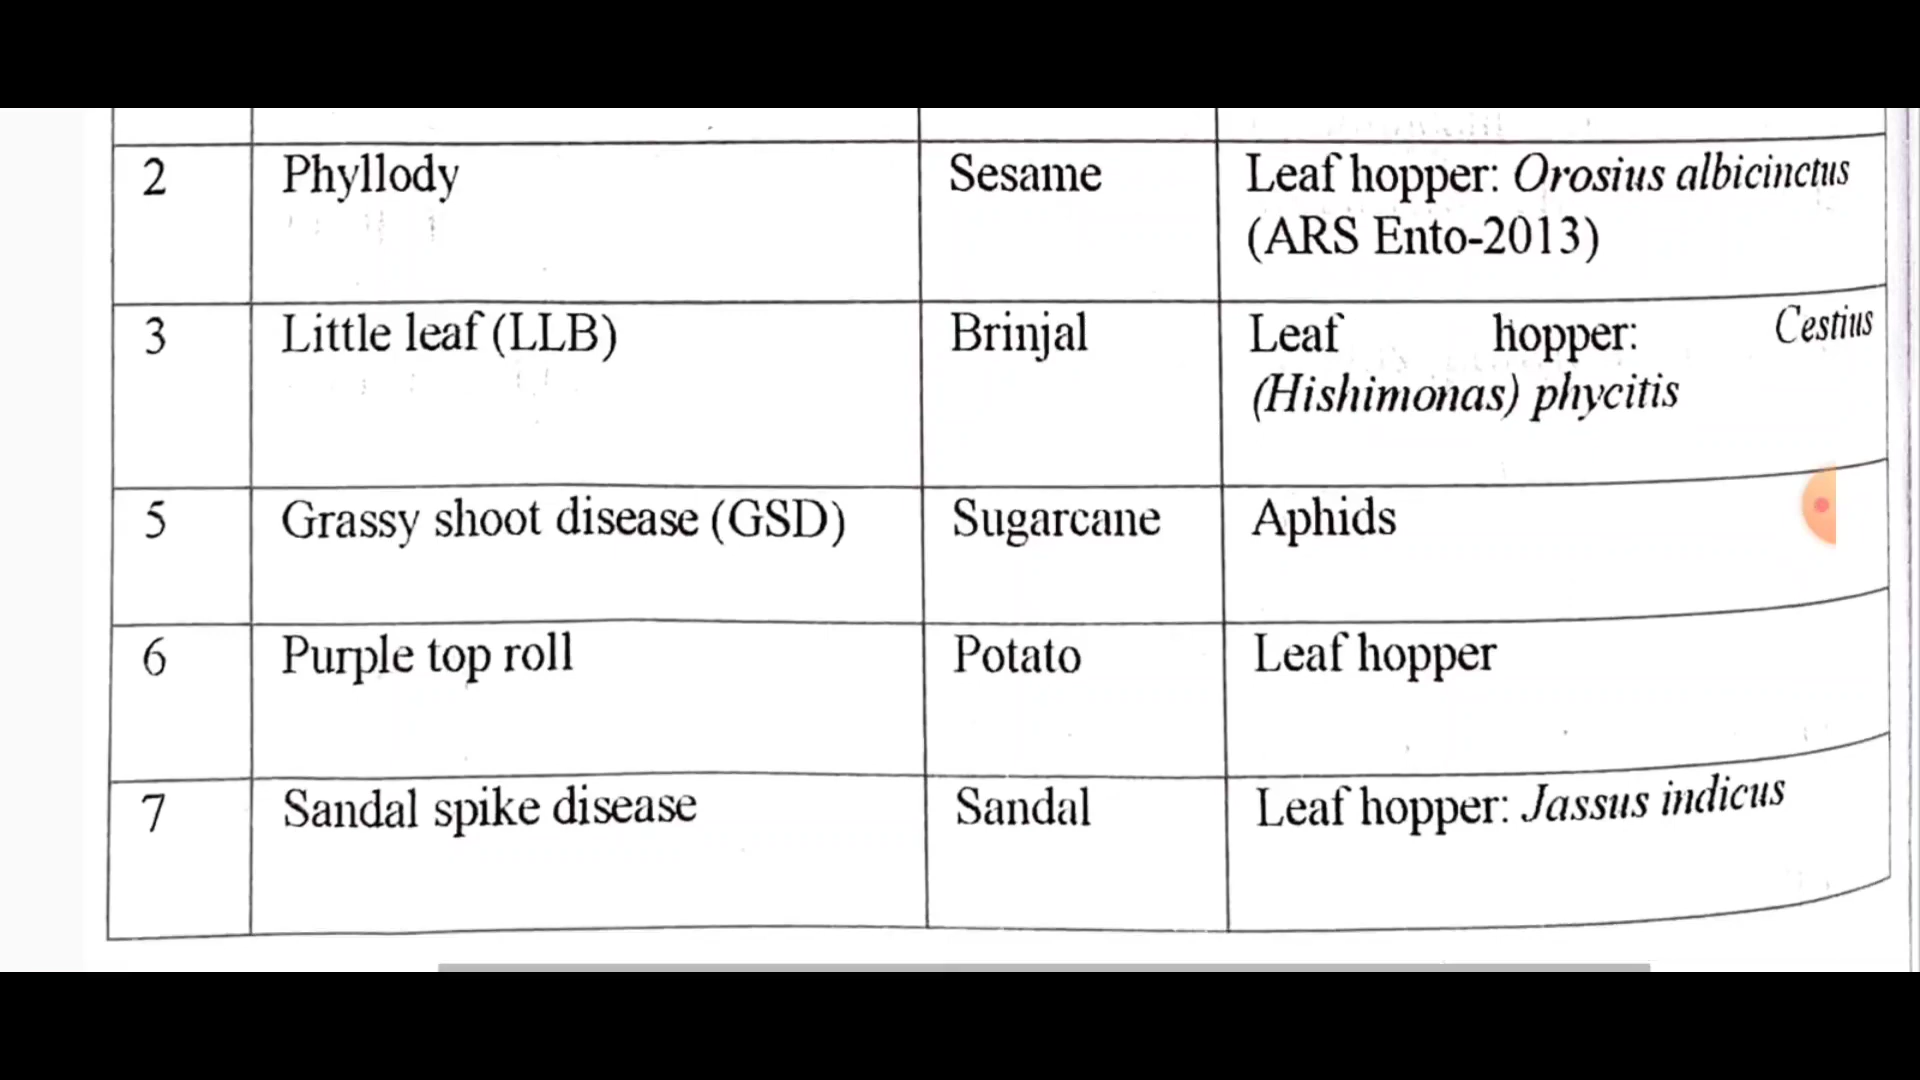 2 Phyllody Sesame Leaf hopper: Orosius albicinctus
(ARS Ento-2013)
3 Little leaf (LLB) Brinjal Leaf hopper: Cestius
(Hishimonas) phycitis
5 Grassy shoot disease (GSD) Sugarcane Aphids
6 Purple top roll Potato Leaf hopper
7 Sandal spike disease Sandal Leaf hopper: Jassus indicus